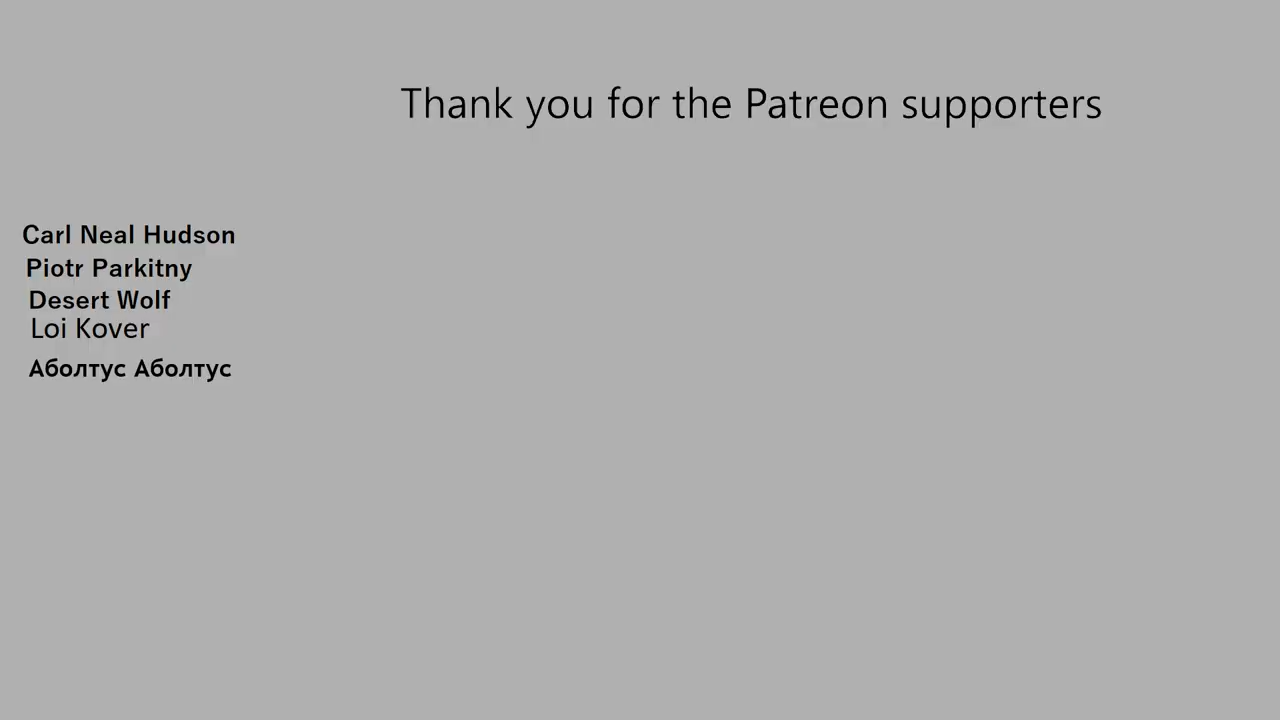 Thank you for the Patreon supporters
Carl Neal Hudson
Piotr Parkitny
Desert Wolf
Loi Kover
Аболтус Аболтус